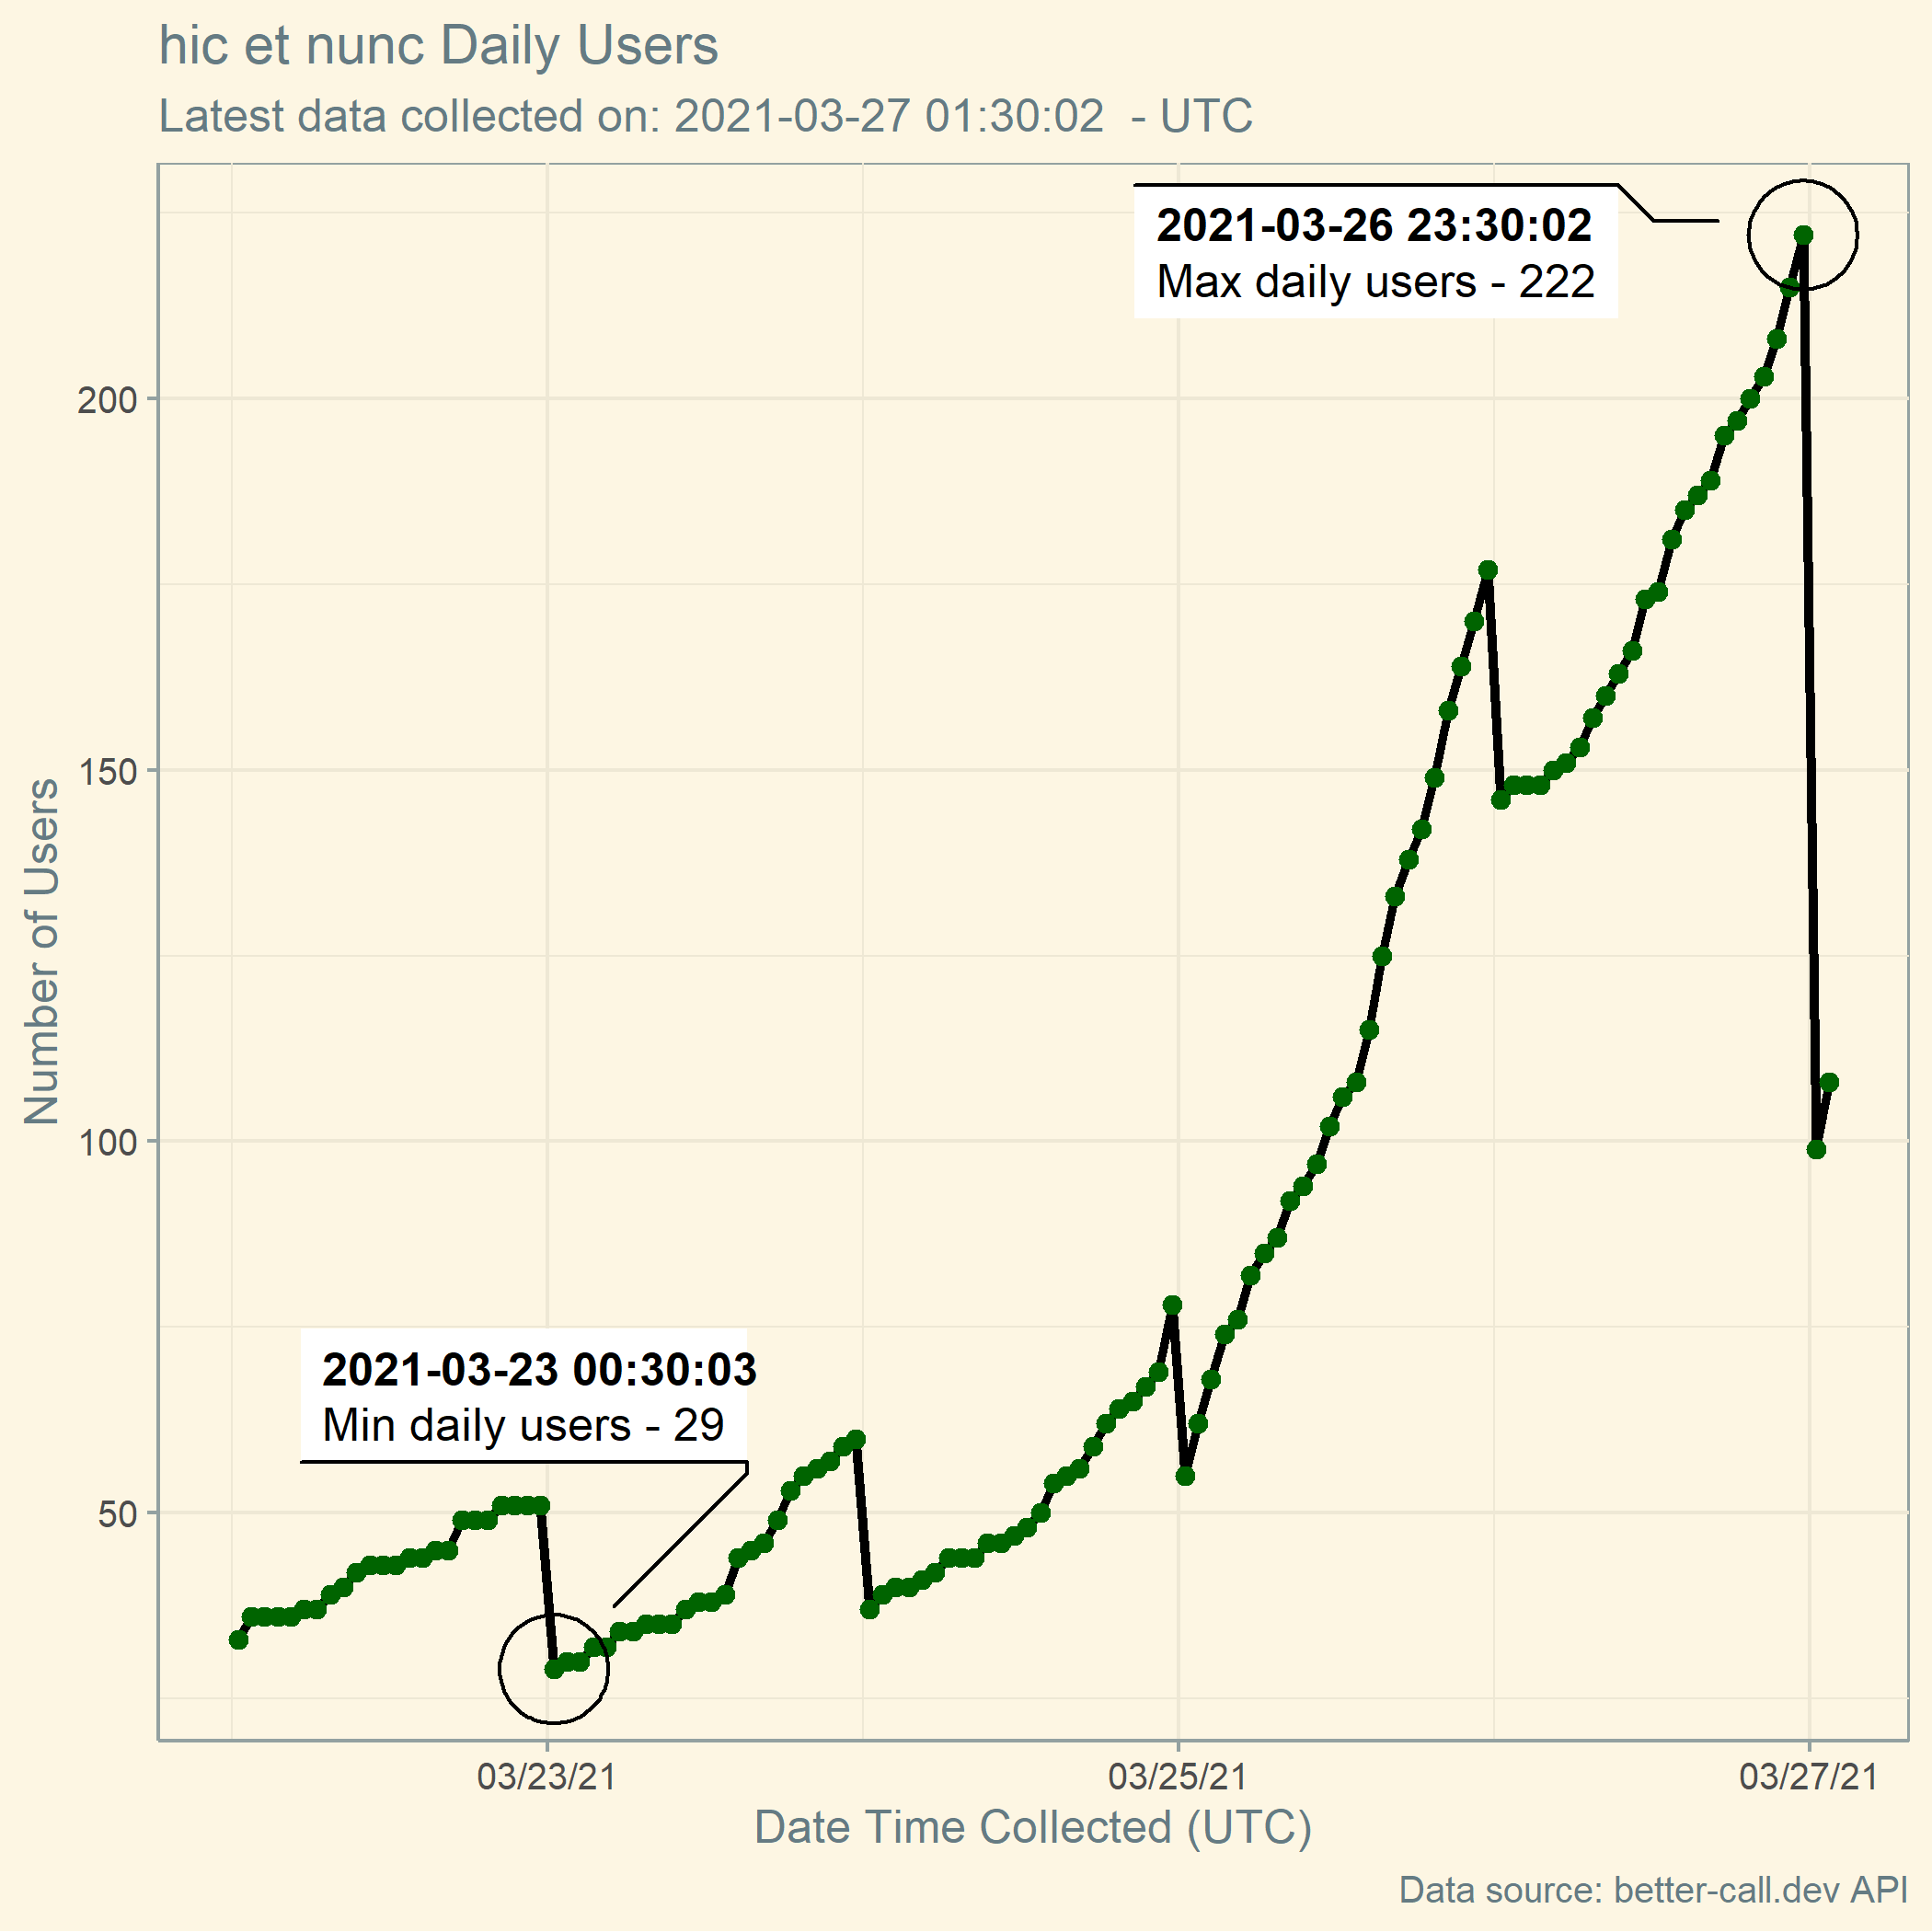 hic et nunc Daily Users
Latest data collected on: 2021-03-27 01:30:02  - UTC
2021-03-26 23:30:02
Max daily users - 222
200
150
100
50
Number of Users
2021-03-23 00:30:03
Min daily users - 29
03/23/21
03/25/21
03/27/21
Date Time Collected (UTC)
Data source: better-call.dev API